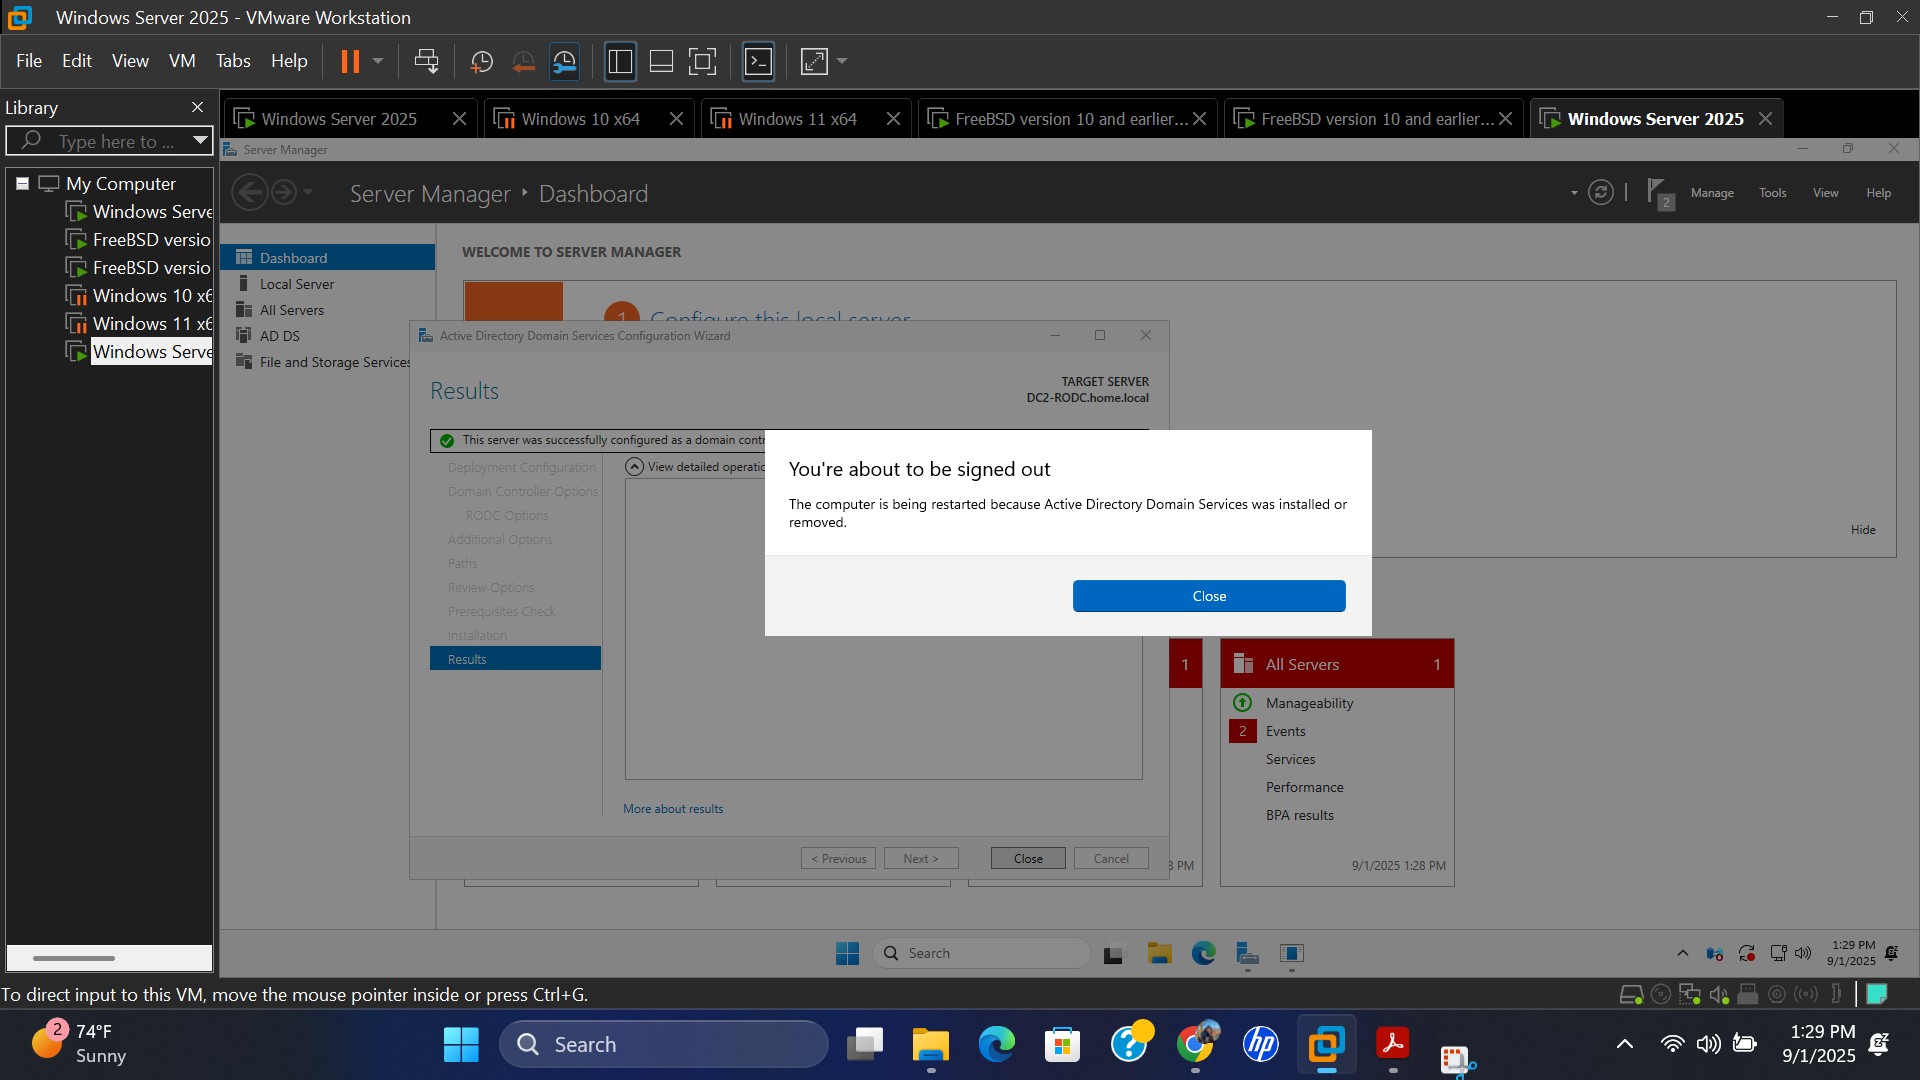 Windows Server 2025 - VMware Workstation
File Edit View VM Tabs Help
Library
Type here to ...
My Computer
Windows Serve
FreeBSD versio
FreeBSD versio
Windows 10 x6
Windows 11 x6
Windows Serve
Windows Server 2025 Windows 10 x64 Windows 11 x64 FreeBSD version 10 and earlier... FreeBSD version 10 and earlier... Windows Server 2025
Server Manager
Server Manager Dashboard
2 Manage Tools View Help
Dashboard
Local Server
All Servers
AD DS
File and Storage Services
WELCOME TO SERVER MANAGER
1 Configure this local server
Hide
Active Directory Domain Services Configuration Wizard
Results
TARGET SERVER
DC2-RODC.home.local
This server was successfully configured as a domain contr
Deployment Configuration
Domain Controller Options
RODC Options
Additional Options
Paths
Review Options
Prerequisites Check
Installation
Results
View detailed operatio
More about results
< Previous Next > Close Cancel
You're about to be signed out
The computer is being restarted because Active Directory Domain Services was installed or
removed.
Close
1
PM
All Servers 1
Manageability
2 Events
Services
Performance
BPA results
9/1/2025 1:28 PM
Search
1:29 PM
9/1/2025
To direct input to this VM, move the mouse pointer inside or press Ctrl+G.
2
74°F
Sunny
Search
hp
1:29 PM
9/1/2025